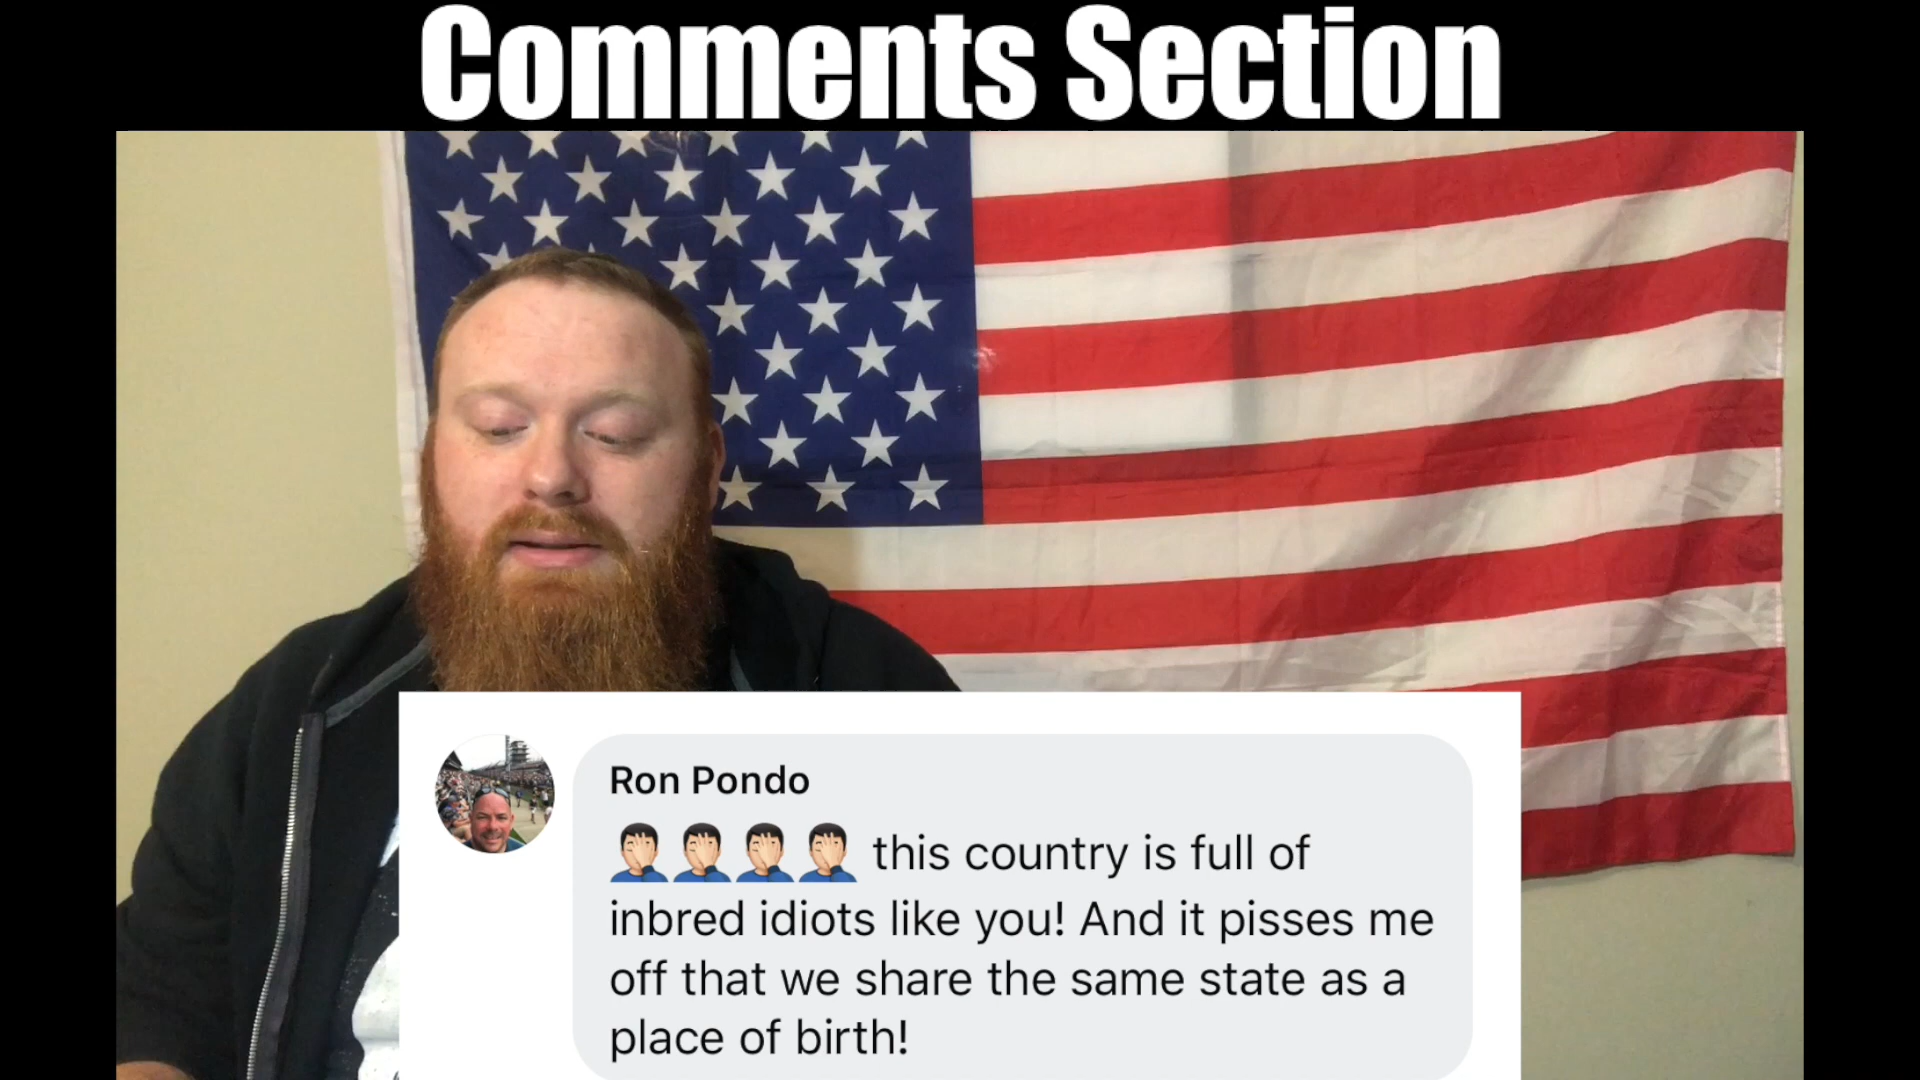 Comments Section
Ron Pondo
🤦🏻‍♂️🤦🏻‍♂️🤦🏻‍♂️🤦🏻‍♂️ this country is full of
inbred idiots like you! And it pisses me
off that we share the same state as a
place of birth!